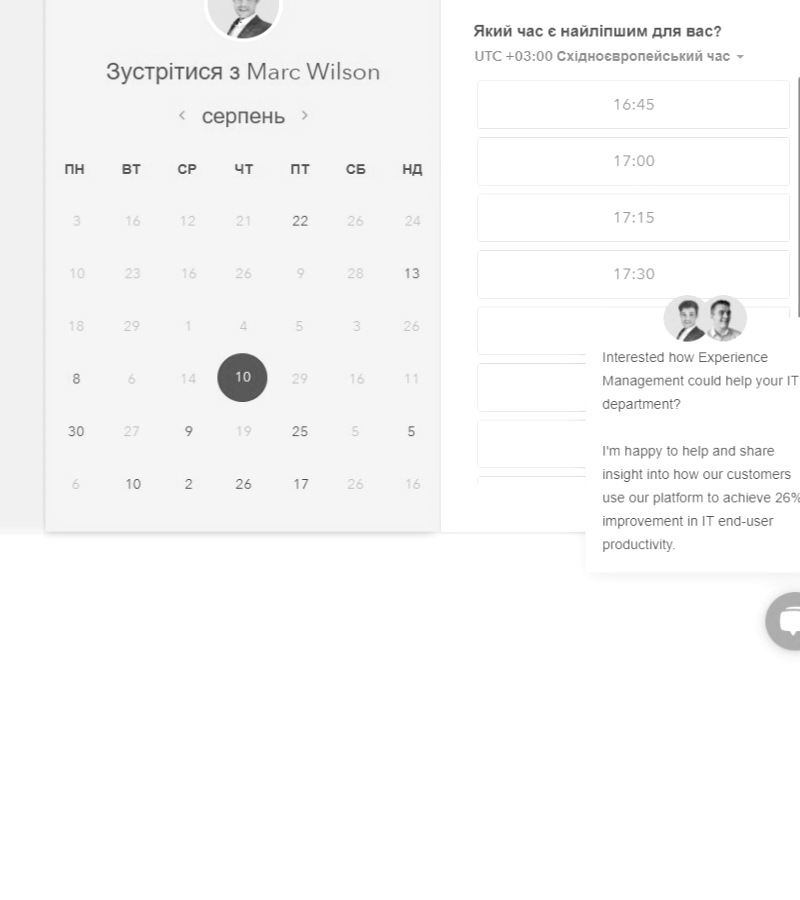 Зустрітися з Marc Wilson
серпень
ПН ВТ СР ЧТ ПТ СБ НД
3 16 12 21 22 26 24
10 23 16 26 9 28 13
18 29 1 4 5 3 26
8 6 14 10 29 16 11
30 27 9 19 25 5 5
6 10 2 26 17 26 16
Який час є найліпшим для вас?
UTC +03:00 Східноєвропейський час
16:45
17:00
17:15
17:30
Interested how Experience
Management could help your IT
department?
I'm happy to help and share
insight into how our customers
use our platform to achieve 26%
improvement in IT end-user
productivity.